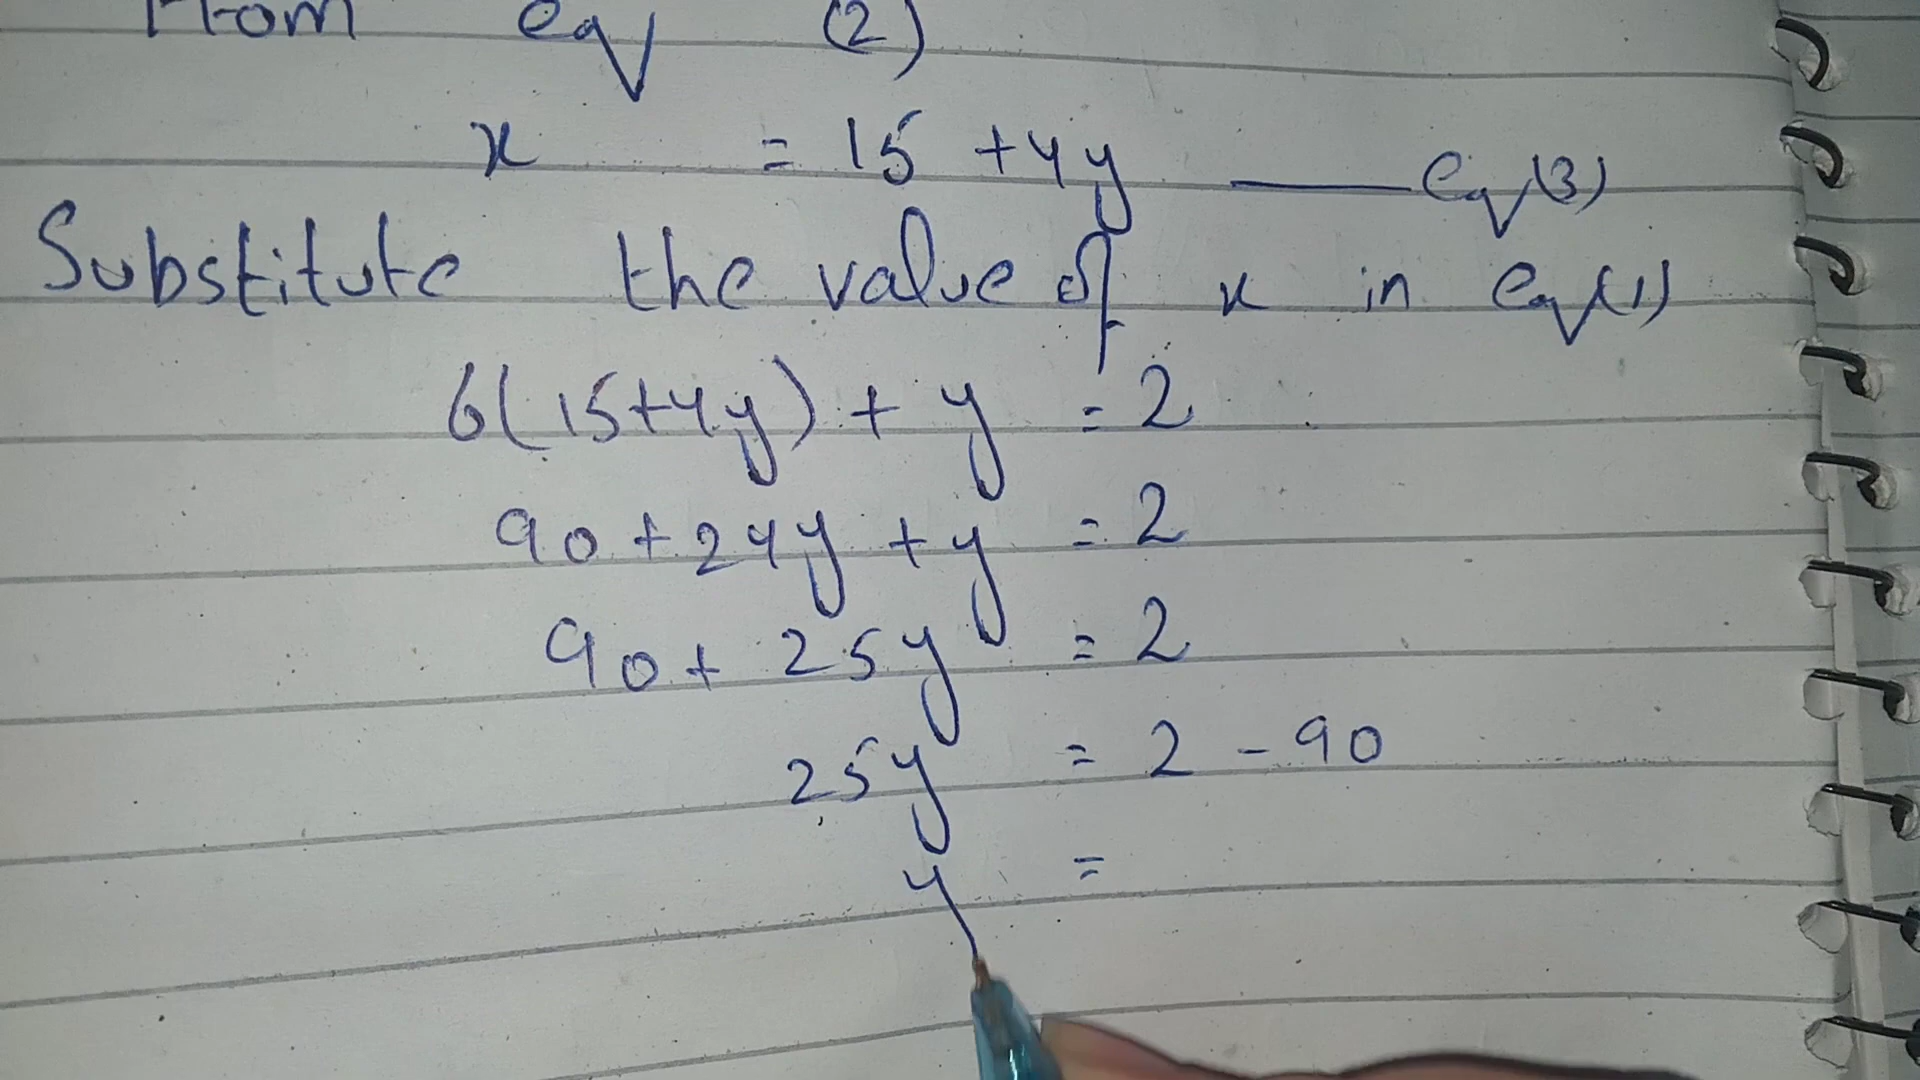 From eq (2)
x = 15 + 4y —— eq(3)
Substitute the value of x in eq(1)
6(15+4y) + y = 2
90 + 24y + y = 2
90 + 25y = 2
25y = 2 - 90
y =